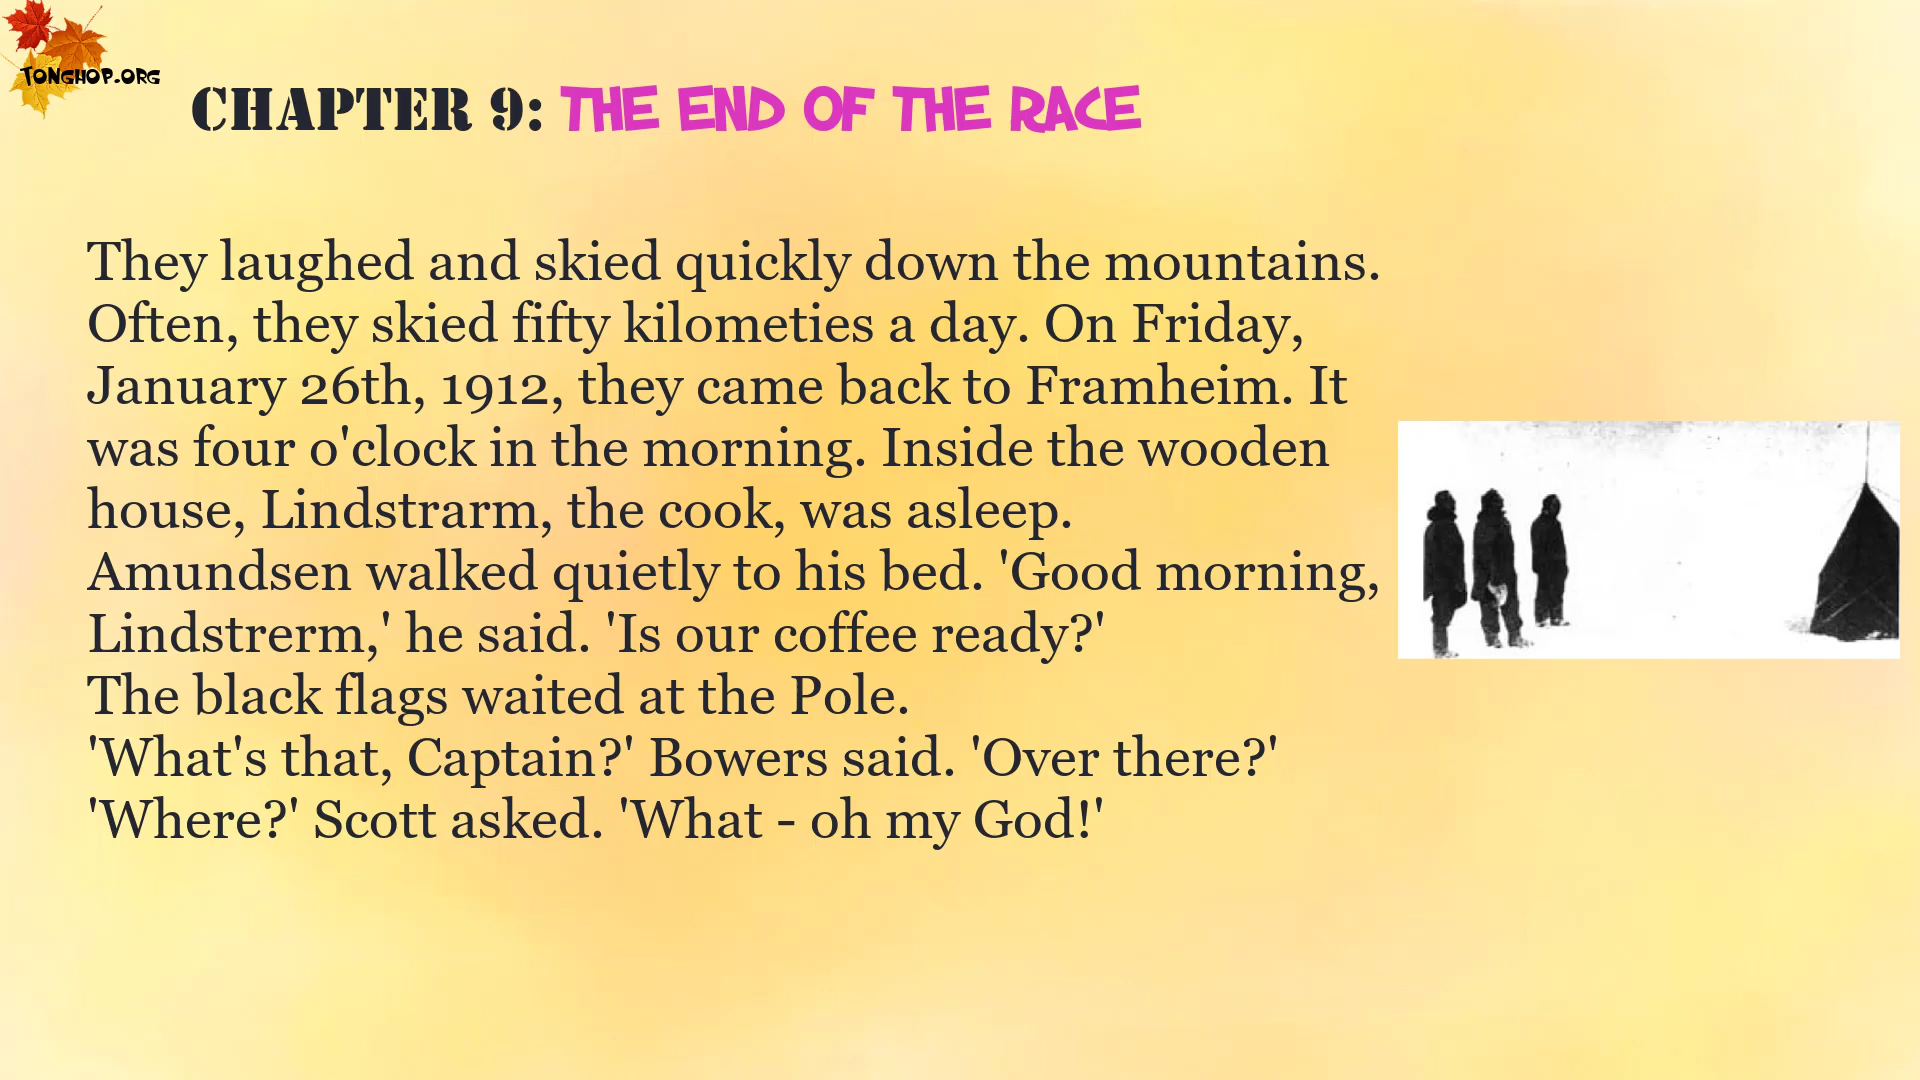 TONGHOP.ORG
CHAPTER 9: THE END OF THE RACE
They laughed and skied quickly down the mountains.
Often, they skied fifty kilometies a day. On Friday,
January 26th, 1912, they came back to Framheim. It
was four o'clock in the morning. Inside the wooden
house, Lindstrarm, the cook, was asleep.
Amundsen walked quietly to his bed. 'Good morning,
Lindstrerm,' he said. 'Is our coffee ready?'
The black flags waited at the Pole.
'What's that, Captain?' Bowers said. 'Over there?'
'Where?' Scott asked. 'What - oh my God!'